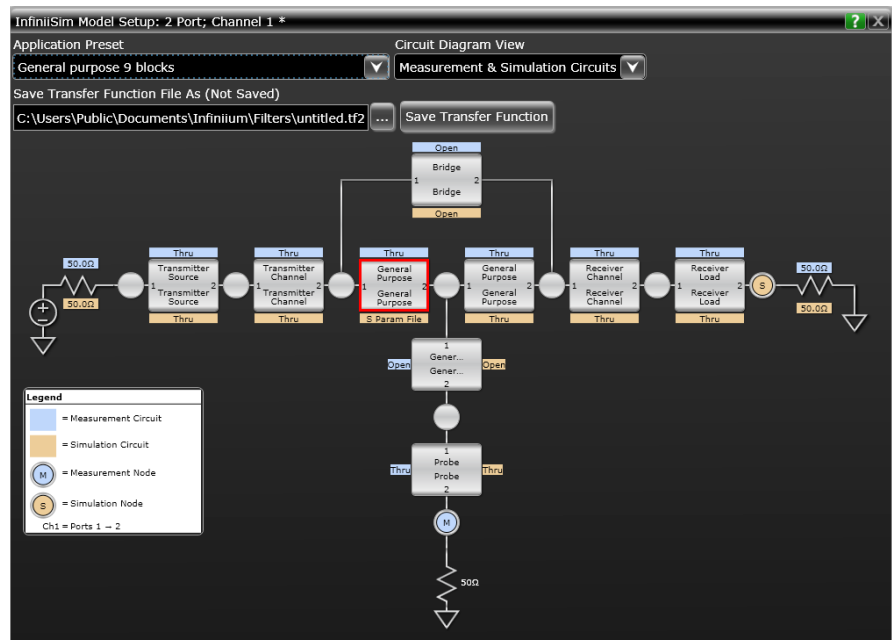 InfiniiSim Model Setup: 2 Port; Channel 1 *
? X
Application Preset
Circuit Diagram View
General purpose 9 blocks
Measurement & Simulation Circuits
Save Transfer Function File As (Not Saved)
C:\Users\Public\Documents\Infiniium\Filters\untitled.tf2
...
Save Transfer Function
Open
Bridge
1 2
Bridge
Open
50.0Ω
Thru
Thru
Thru
Thru
Thru
Thru
50.0Ω
Transmitter
Source
1 2
Transmitter
Source
Transmitter
Channel
1 2
Transmitter
Channel
General
Purpose
1 2
General
Purpose
General
Purpose
1 2
General
Purpose
Receiver
Channel
1 2
Receiver
Channel
Receiver
Load
1 2
Receiver
Load
S
50.0Ω
Thru
Thru
S Param File
Thru
Thru
Thru
50.0Ω
1
Gener...
Open
Open
Gener...
2
Legend
= Measurement Circuit
= Simulation Circuit
M = Measurement Node
S = Simulation Node
Ch1 = Ports 1 → 2
1
Probe
Thru
Thru
Probe
2
M
50Ω